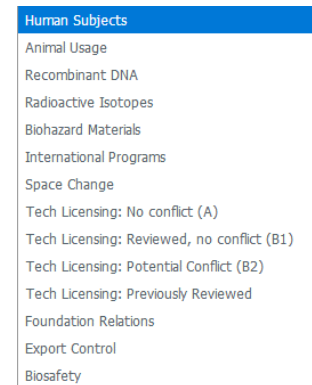 Human Subjects
Animal Usage
Recombinant DNA
Radioactive Isotopes
Biohazard Materials
International Programs
Space Change
Tech Licensing: No conflict (A)
Tech Licensing: Reviewed, no conflict (B1)
Tech Licensing: Potential Conflict (B2)
Tech Licensing: Previously Reviewed
Foundation Relations
Export Control
Biosafety